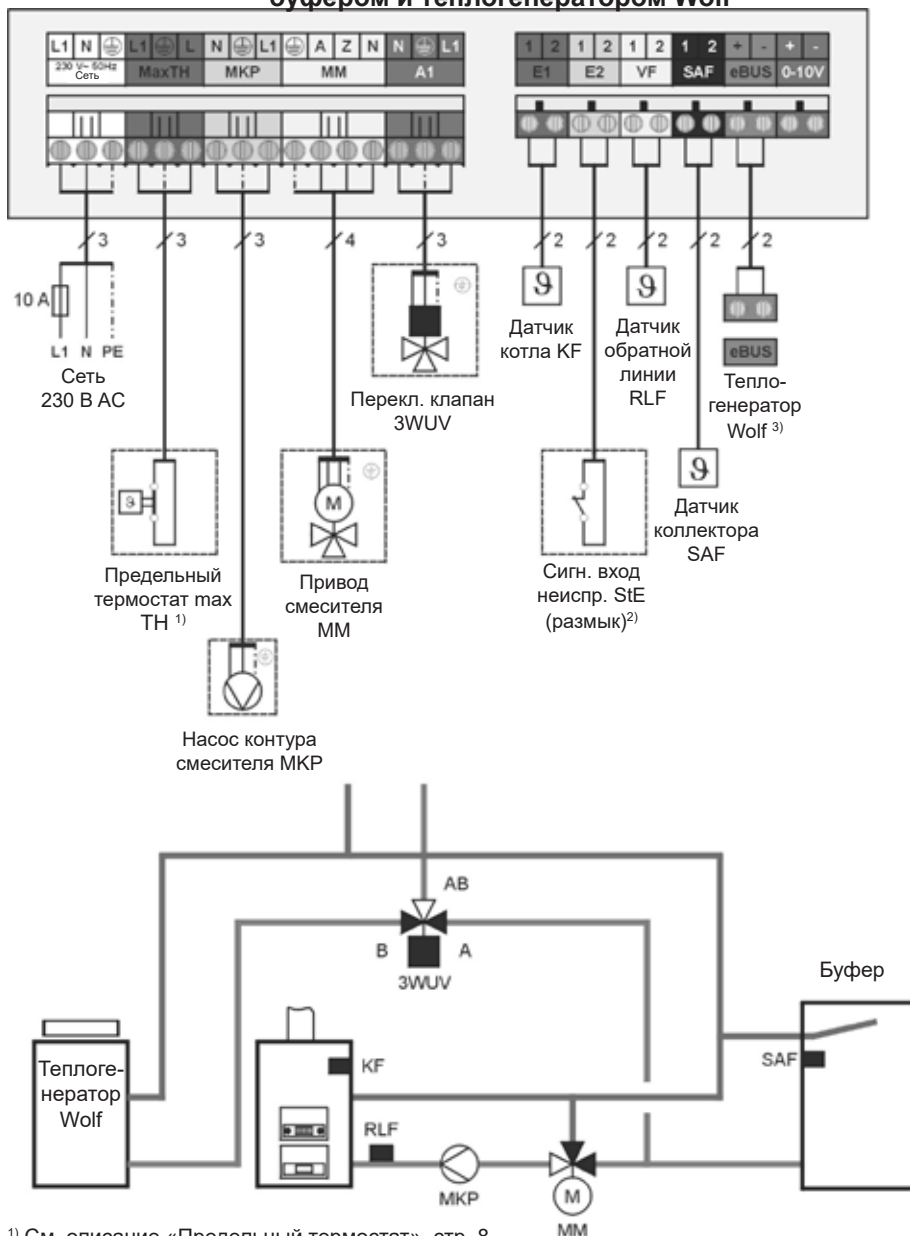 буфером и теплогенератором Wolf
L1 N L1 L N L1 A Z N N L1
230 V~ 50Hz
Сеть
MaxTH MKP MM A1
1 2 1 2 1 2 1 2 + - + -
E1 E2 VF SAF eBUS 0-10V
3 3 3 4 3 2 2 2 2 2
10 A
L1 N PE
Сеть
230 В AC
Перекл. клапан
3WUV
Датчик
котла KF
Датчик
обратной
линии
RLF
eBUS
Тепло-
генератор
Wolf 3)
M
Предельный
термостат max
TH 1)
Привод
смесителя
MM
Сигн. вход
неиспр. StE
(размык)2)
Датчик
коллектора
SAF
Насос контура
смесителя MKP
AB
B A
3WUV
Буфер
SAF
KF
Теплоге-
нератор
Wolf
RLF
MKP
M
MM
1) См. описание «Предельный термостат», стр. 8